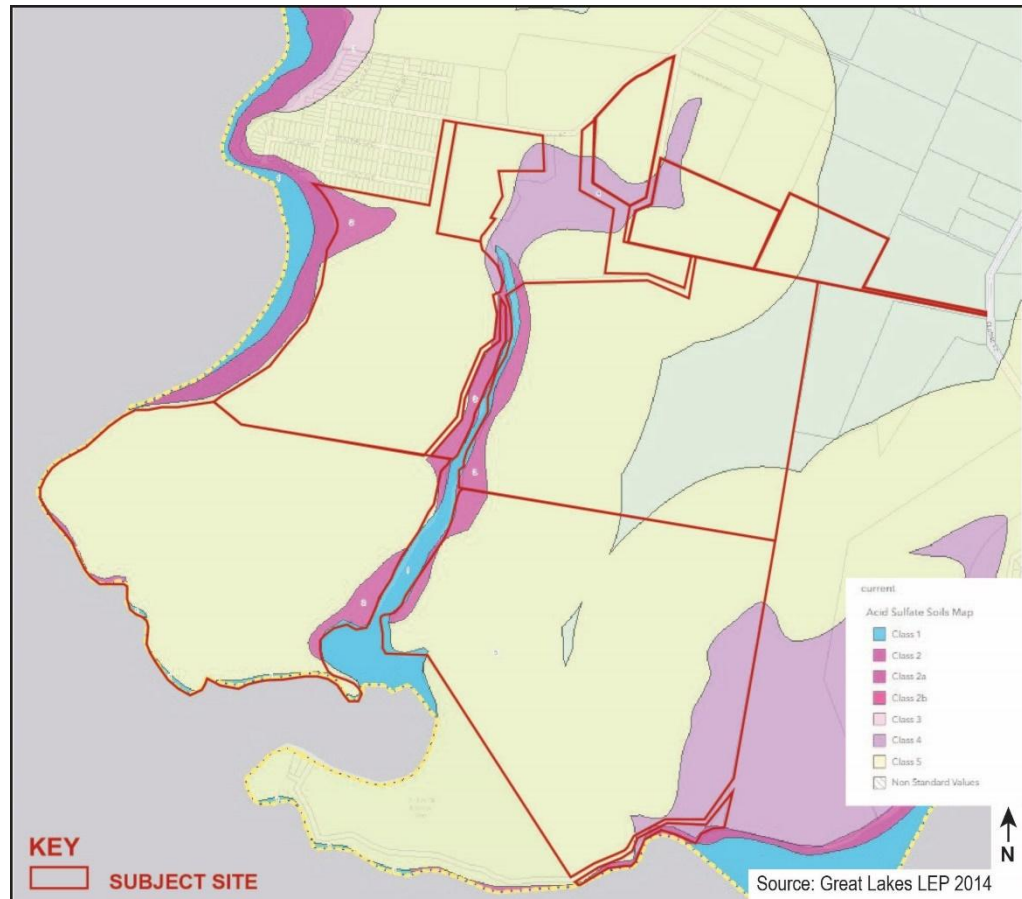 current
Acid Sulfate Soils Map
Class 1
Class 2
Class 2a
Class 2b
Class 3
Class 4
Class 5
Non Standard Values
KEY
SUBJECT SITE
N
Source: Great Lakes LEP 2014